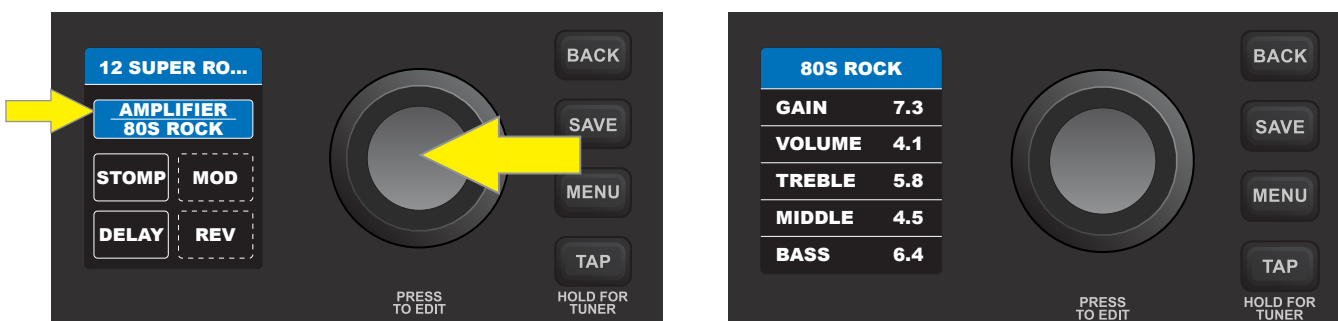 12 SUPER RO...
AMPLIFIER
80S ROCK
STOMP MOD
DELAY REV
BACK
SAVE
MENU
TAP
PRESS
TO EDIT
HOLD FOR
TUNER
80S ROCK
GAIN 7.3
VOLUME 4.1
TREBLE 5.8
MIDDLE 4.5
BASS 6.4
BACK
SAVE
MENU
TAP
PRESS
TO EDIT
HOLD FOR
TUNER